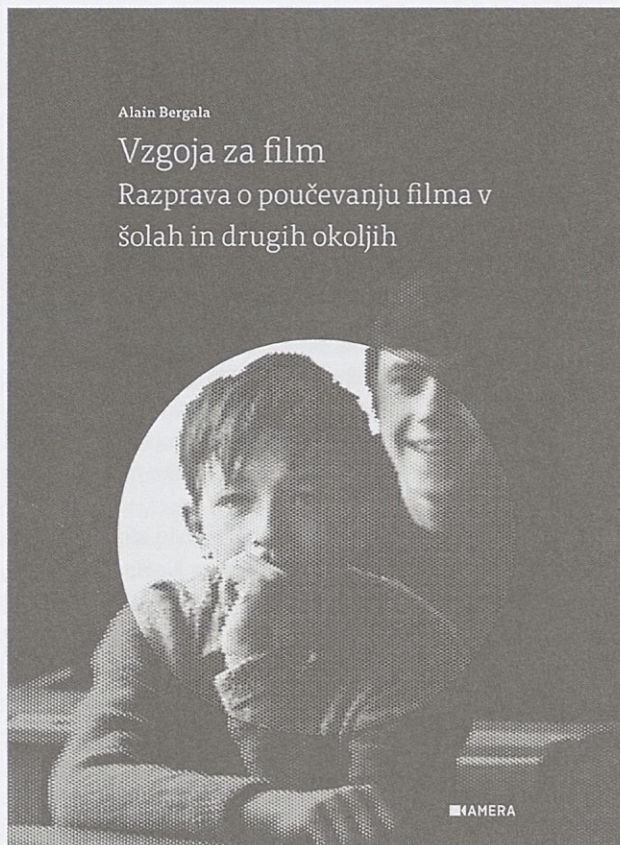 Alain Bergala
Vzgoja za film
Razprava o poučevanju filma v
šolah in drugih okoljih
KAMERA